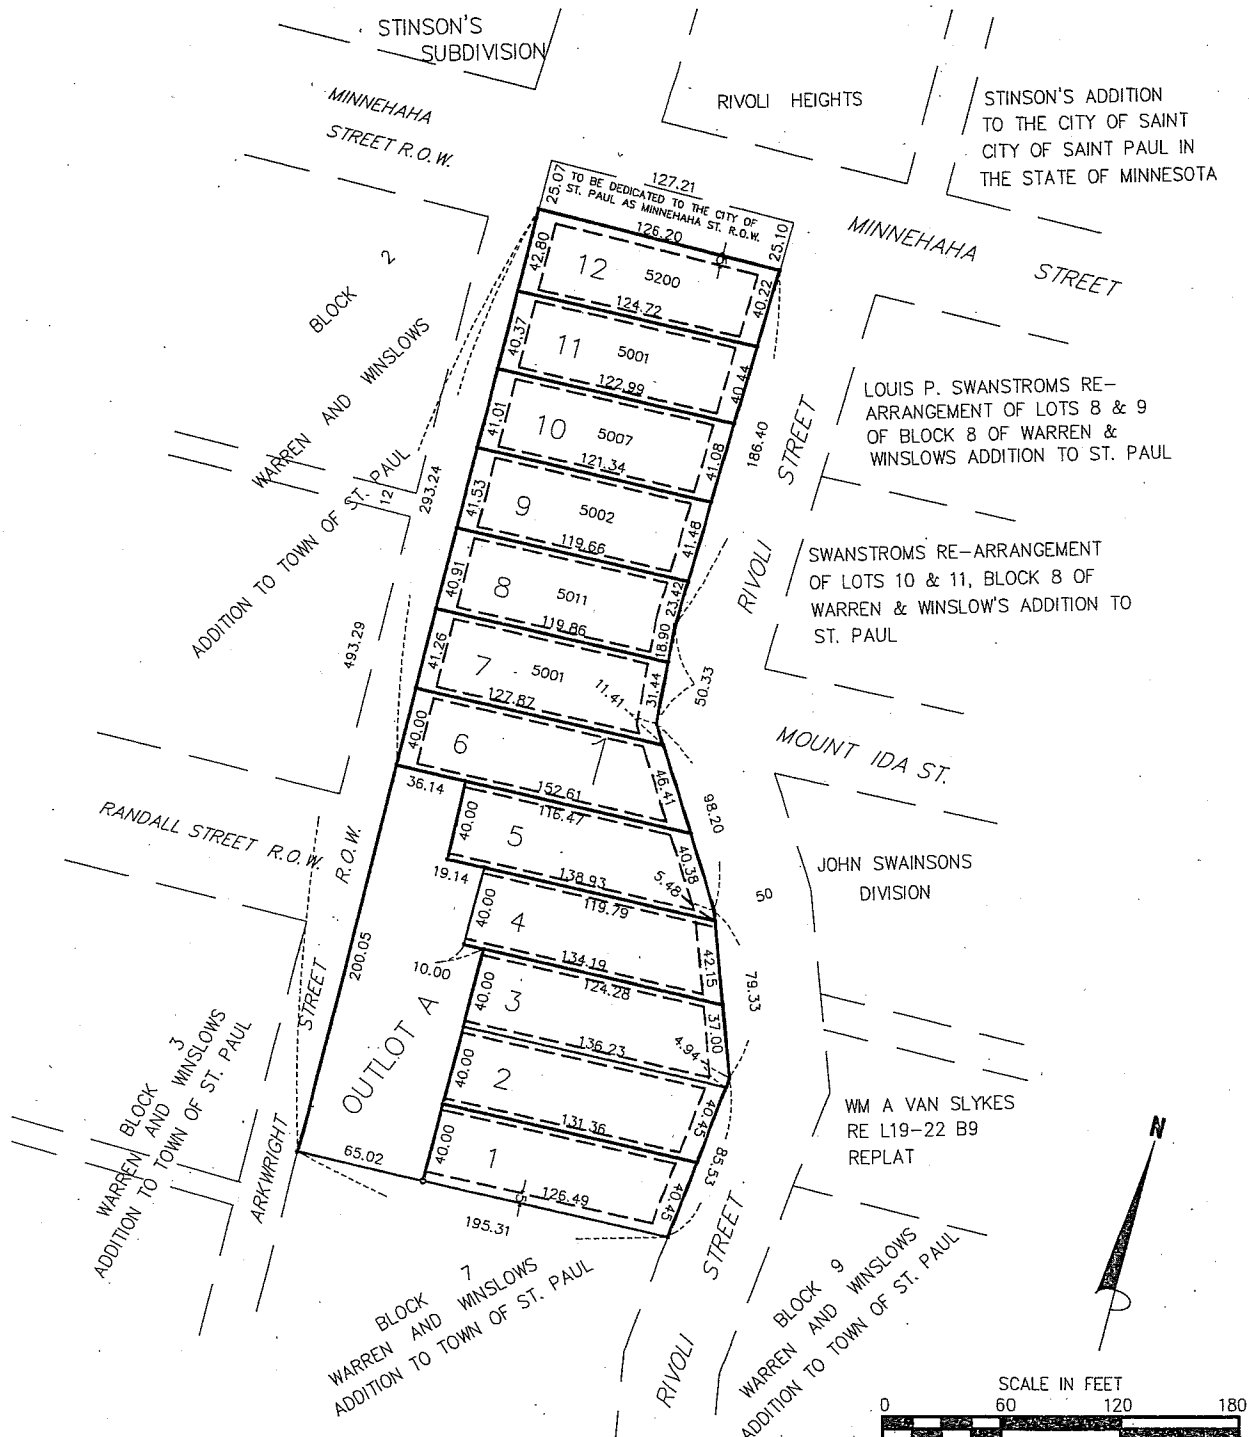 STINSON'S
SUBDIVISION
MINNEHAHA
STREET R.O.W.
RIVOLI HEIGHTS
STINSON'S ADDITION
TO THE CITY OF SAINT
CITY OF SAINT PAUL IN
THE STATE OF MINNESOTA
127.21
25.07
TO BE DEDICATED TO THE CITY OF
ST. PAUL AS MINNEHAHA ST. R.O.W.
25.10
126.20
6
MINNEHAHA STREET
BLOCK 2
WARREN AND WINSLOWS
ADDITION TO TOWN OF ST. PAUL
12
293.24
493.29
42.80
12
5200
124.72
40.22
40.37
11
5001
122.99
40.44
41.01
10
5007
121.34
41.08
186.40
41.53
9
5002
119.66
41.48
40.91
8
5011
119.86
23.42
18.90
41.26
7
5001
127.87
11.41
31.44
50.33
40.00
6
1
152.61
46.41
98.20
RIVOLI STREET
LOUIS P. SWANSTROMS RE-
ARRANGEMENT OF LOTS 8 & 9
OF BLOCK 8 OF WARREN &
WINSLOWS ADDITION TO ST. PAUL
SWANSTROMS RE-ARRANGEMENT
OF LOTS 10 & 11, BLOCK 8 OF
WARREN & WINSLOW'S ADDITION TO
ST. PAUL
MOUNT IDA ST.
RANDALL STREET R.O.W.
36.14
116.47
40.00
5
138.93
40.38
5.48
50
JOHN SWAINSONS
DIVISION
19.14
119.79
40.00
4
134.19
42.15
79.33
10.00
124.28
40.00
3
136.23
37.00
4.94
200.05
OUTLOT A
40.00
2
131.36
40.45
85.53
40.00
1
126.49
40.45
5
65.02
195.31
ARKWRIGHT STREET R.O.W.
BLOCK 3
WARREN AND WINSLOWS
ADDITION TO TOWN OF ST. PAUL
WM A VAN SLYKES
RE L19-22 B9
REPLAT
BLOCK 7
WARREN AND WINSLOWS
ADDITION TO TOWN OF ST. PAUL
RIVOLI STREET
BLOCK 9
WARREN AND WINSLOWS
ADDITION TO TOWN OF ST. PAUL
N
SCALE IN FEET
0 60 120 180